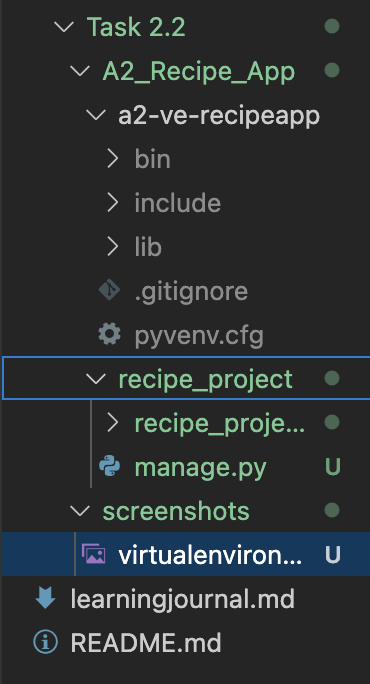 Task 2.2
A2_Recipe_App
a2-ve-recipeapp
bin
include
lib
.gitignore
pyvenv.cfg
recipe_project
recipe_proje...
manage.py U
screenshots
virtualenviron... U
learningjournal.md
README.md